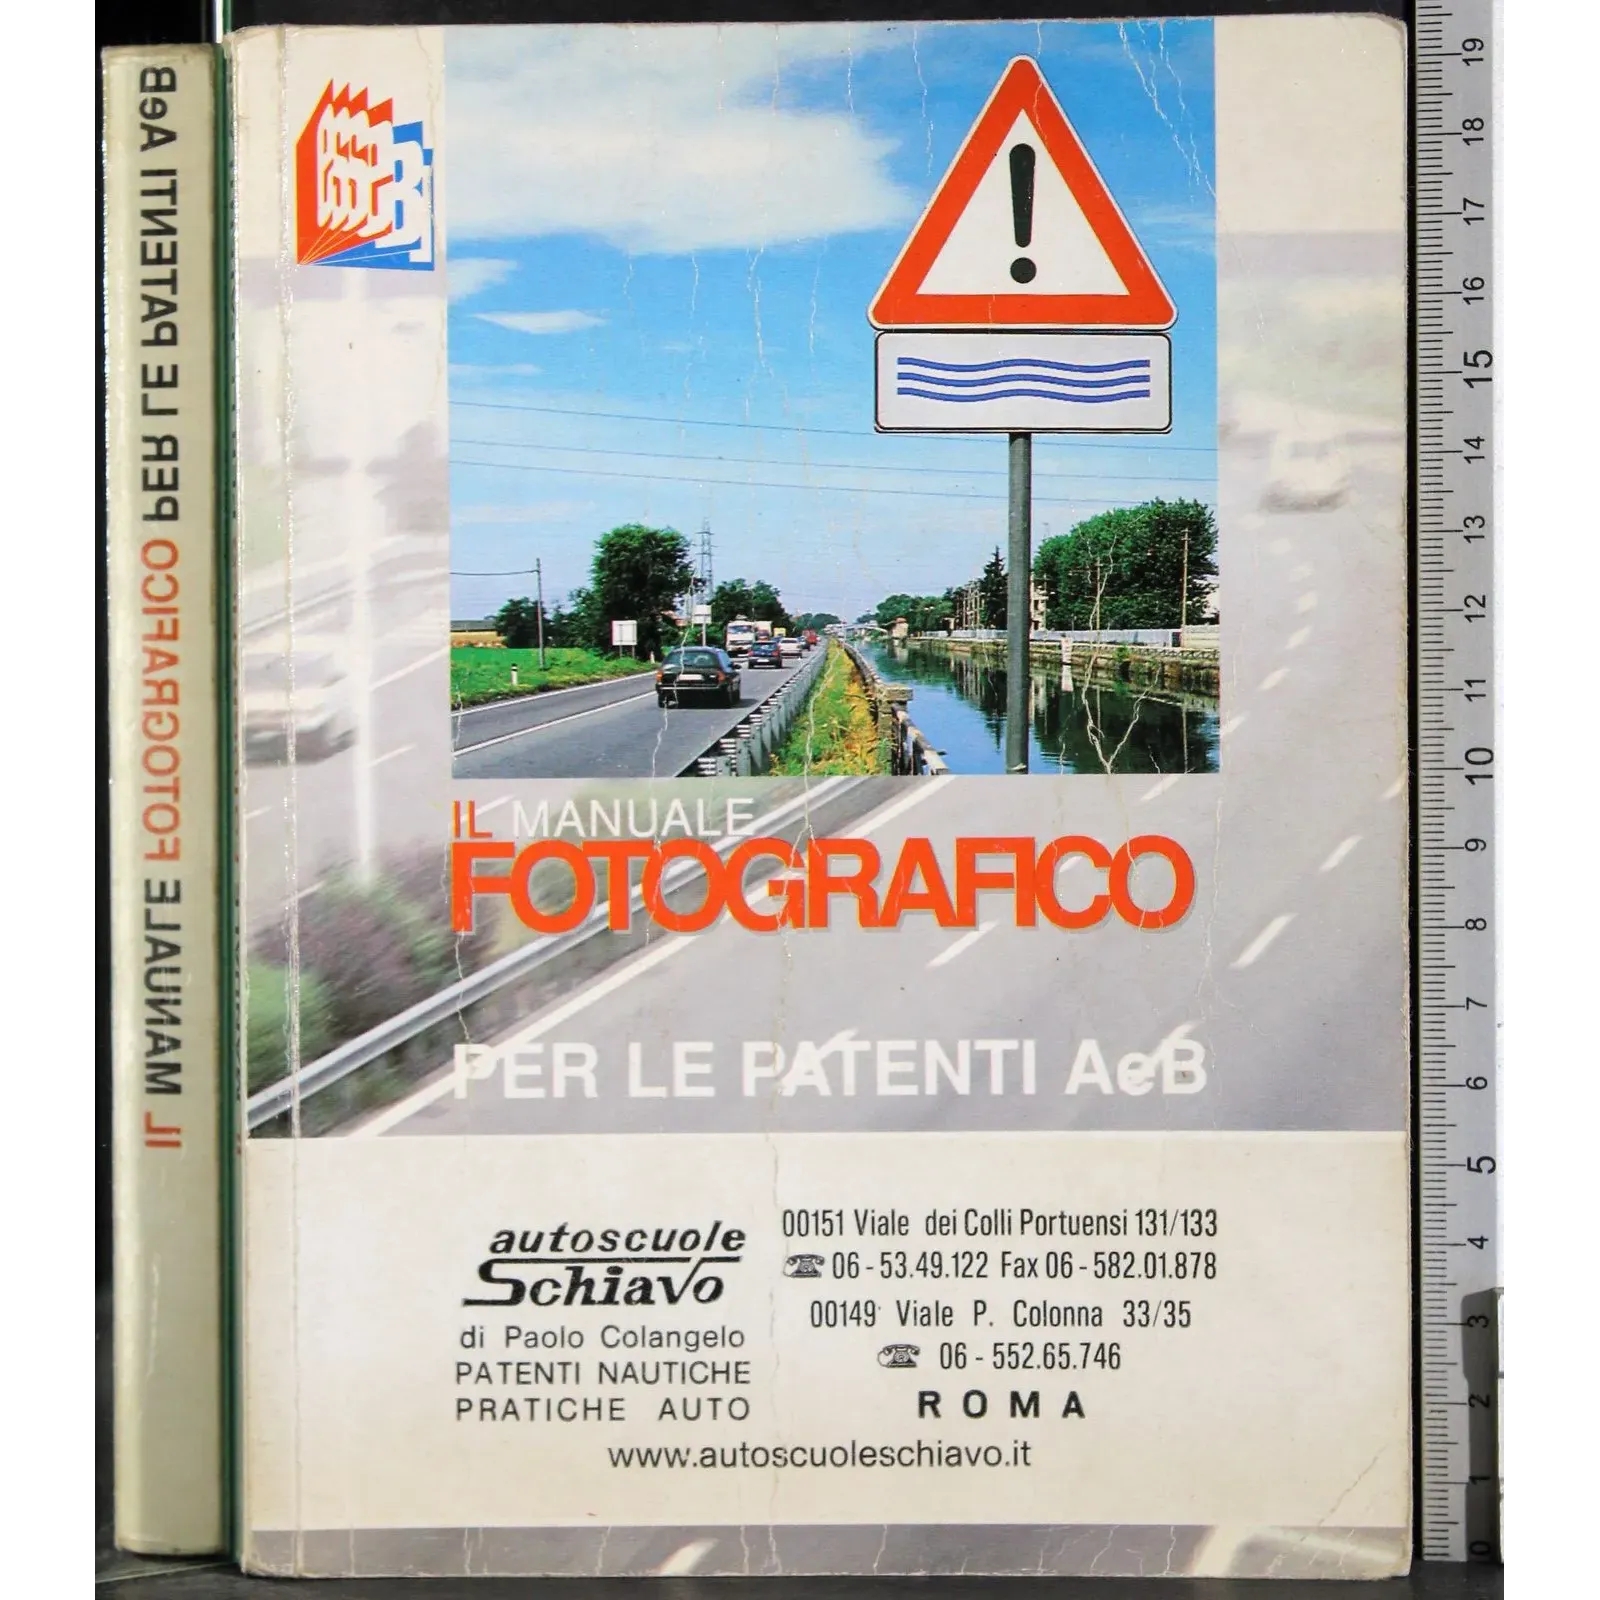 IL MANUALE FOTOGRAFICO PER LE PATENTI AeB
IL MANUALE
FOTOGRAFICO
PER LE PATENTI AeB
autoscuole
Schiavo
di Paolo Colangelo
PATENTI NAUTICHE
PRATICHE AUTO
00151 Viale dei Colli Portuensi 131/133
06 - 53.49.122 Fax 06 - 582.01.878
00149 Viale P. Colonna 33/35
06 - 552.65.746
ROMA
www.autoscuoleschiavo.it
19
18
17
16
15
14
13
12
11
10
9
8
7
6
5
4
3
2
1
0